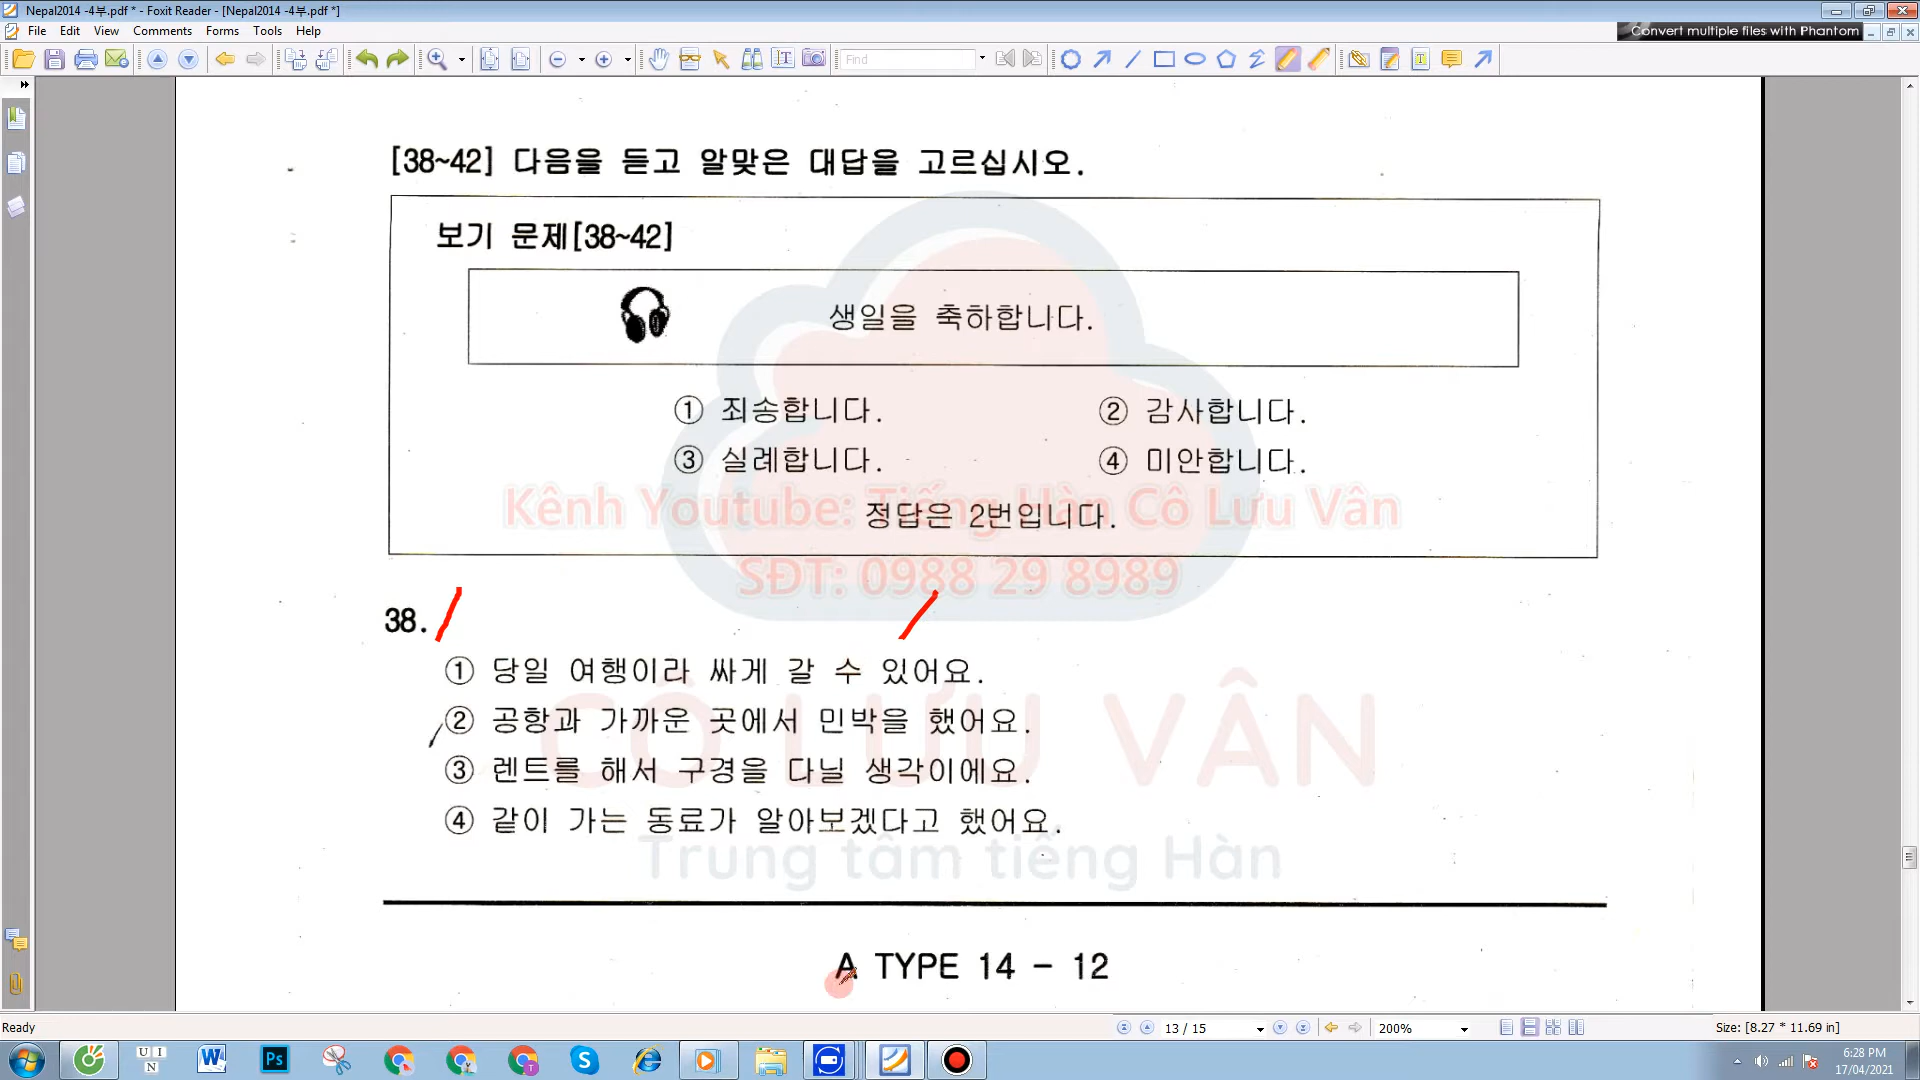 Nepal2014 -4부.pdf * - Foxit Reader - [Nepal2014 -4부.pdf *]
File Edit View Comments Forms Tools Help
Convert multiple files with Phantom
Find
[38~42] 다음을 듣고 알맞은 대답을 고르십시오.
보기 문제[38~42]
생일을 축하합니다.
① 죄송합니다. ② 감사합니다.
③ 실례합니다. ④ 미안합니다.
Kênh Youtube: Tiếng Hàn Cô Lưu Vân
정답은 2번입니다.
SĐT: 0988 29 8989
38.
① 당일 여행이라 싸게 갈 수 있어요.
CÔ LƯU VÂN
② 공항과 가까운 곳에서 민박을 했어요.
③ 렌트를 해서 구경을 다닐 생각이에요.
④ 같이 가는 동료가 알아보겠다고 했어요.
Trung tâm tiếng Hàn
A TYPE 14 - 12
Ready 13 / 15 200% Size: [8.27 * 11.69 in]
6:28 PM
17/04/2021